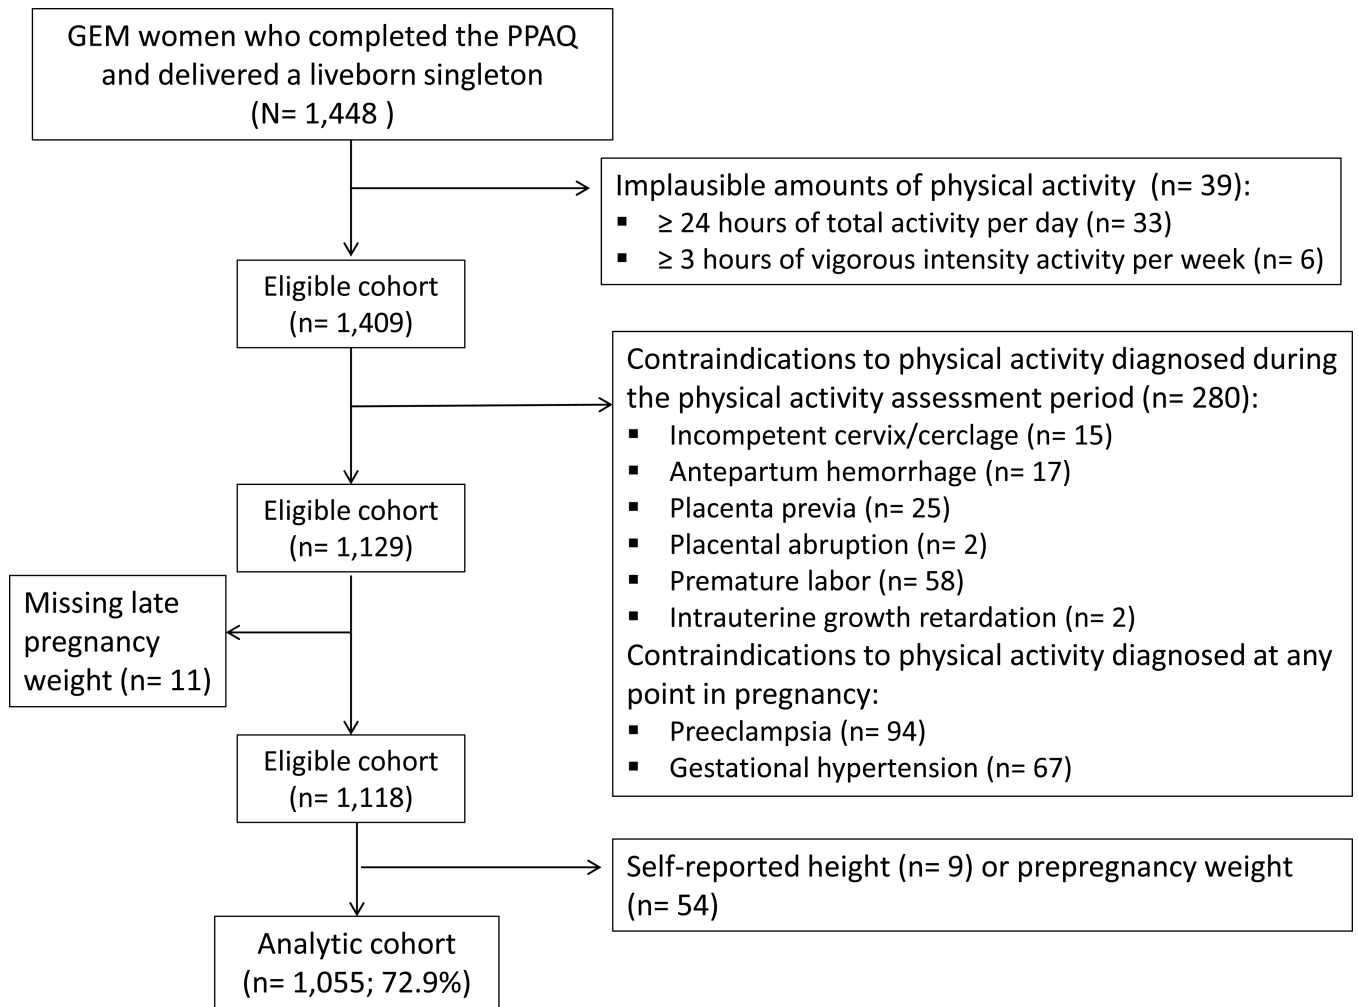 GEM women who completed the PPAQ
and delivered a liveborn singleton
(N= 1,448 )
Implausible amounts of physical activity  (n= 39):
▪ ≥ 24 hours of total activity per day (n= 33)
▪ ≥ 3 hours of vigorous intensity activity per week (n= 6)
Eligible cohort
(n= 1,409)
Contraindications to physical activity diagnosed during
the physical activity assessment period (n= 280):
▪ Incompetent cervix/cerclage (n= 15)
▪ Antepartum hemorrhage (n= 17)
▪ Placenta previa (n= 25)
▪ Placental abruption (n= 2)
▪ Premature labor (n= 58)
▪ Intrauterine growth retardation (n= 2)
Contraindications to physical activity diagnosed at any
point in pregnancy:
▪ Preeclampsia (n= 94)
▪ Gestational hypertension (n= 67)
Eligible cohort
(n= 1,129)
Missing late
pregnancy
weight (n= 11)
Eligible cohort
(n= 1,118)
Self-reported height (n= 9) or prepregnancy weight
(n= 54)
Analytic cohort
(n= 1,055; 72.9%)